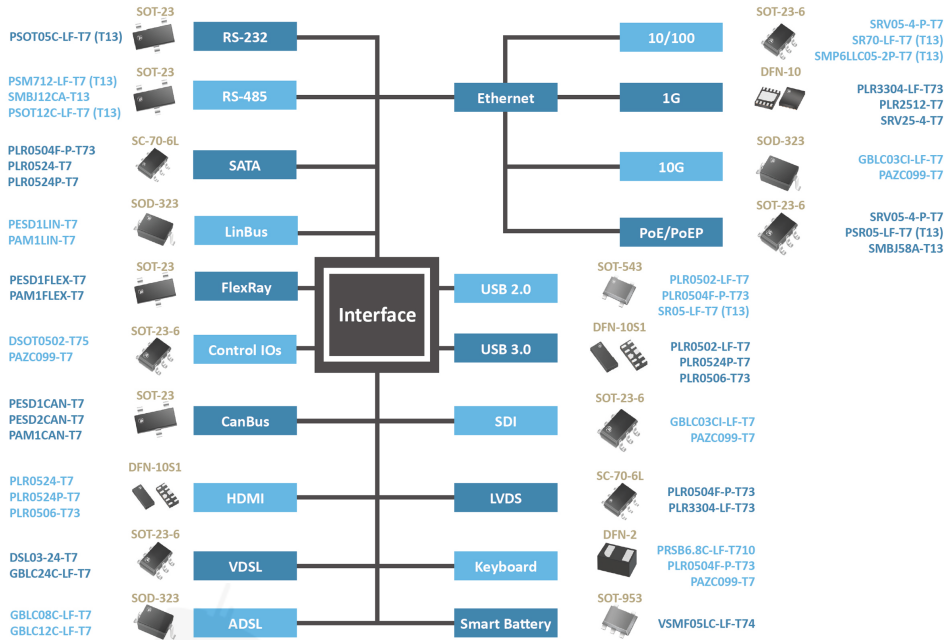 SOT-23
PSOT05C-LF-T7 (T13)
RS-232
SOT-23
PSM712-LF-T7 (T13)
SMBJ12CA-T13
PSOT12C-LF-T7 (T13)
RS-485
SC-70-6L
PLR0504F-P-T73
PLR0524-T7
PLR0524P-T7
SATA
SOD-323
PESD1LIN-T7
PAM1LIN-T7
LinBus
SOT-23
PESD1FLEX-T7
PAM1FLEX-T7
FlexRay
SOT-23-6
DSOT0502-T75
PAZC099-T7
Control IOs
SOT-23
PESD1CAN-T7
PESD2CAN-T7
PAM1CAN-T7
CanBus
DFN-10S1
PLR0524-T7
PLR0524P-T7
PLR0506-T73
HDMI
SOT-23-6
DSL03-24-T7
GBLC24C-LF-T7
VDSL
SOD-323
GBLC08C-LF-T7
GBLC12C-LF-T7
ADSL
Interface
Ethernet
10/100
SOT-23-6
SRV05-4-P-T7
SR70-LF-T7 (T13)
SMP6LLC05-2P-T7 (T13)
1G
DFN-10
PLR3304-LF-T73
PLR2512-T7
SRV25-4-T7
10G
SOD-323
GBLC03CI-LF-T7
PAZC099-T7
PoE/PoEP
SOT-23-6
SRV05-4-P-T7
PSR05-LF-T7 (T13)
SMBJ58A-T13
USB 2.0
SOT-543
PLR0502-LF-T7
PLR0504F-P-T73
SR05-LF-T7 (T13)
USB 3.0
DFN-10S1
PLR0502-LF-T7
PLR0524P-T7
PLR0506-T73
SDI
SOT-23-6
GBLC03CI-LF-T7
PAZC099-T7
LVDS
SC-70-6L
PLR0504F-P-T73
PLR3304-LF-T73
Keyboard
DFN-2
PRSB6.8C-LF-T710
PLR0504F-P-T73
PAZC099-T7
Smart Battery
SOT-953
VSMF05LC-LF-T74